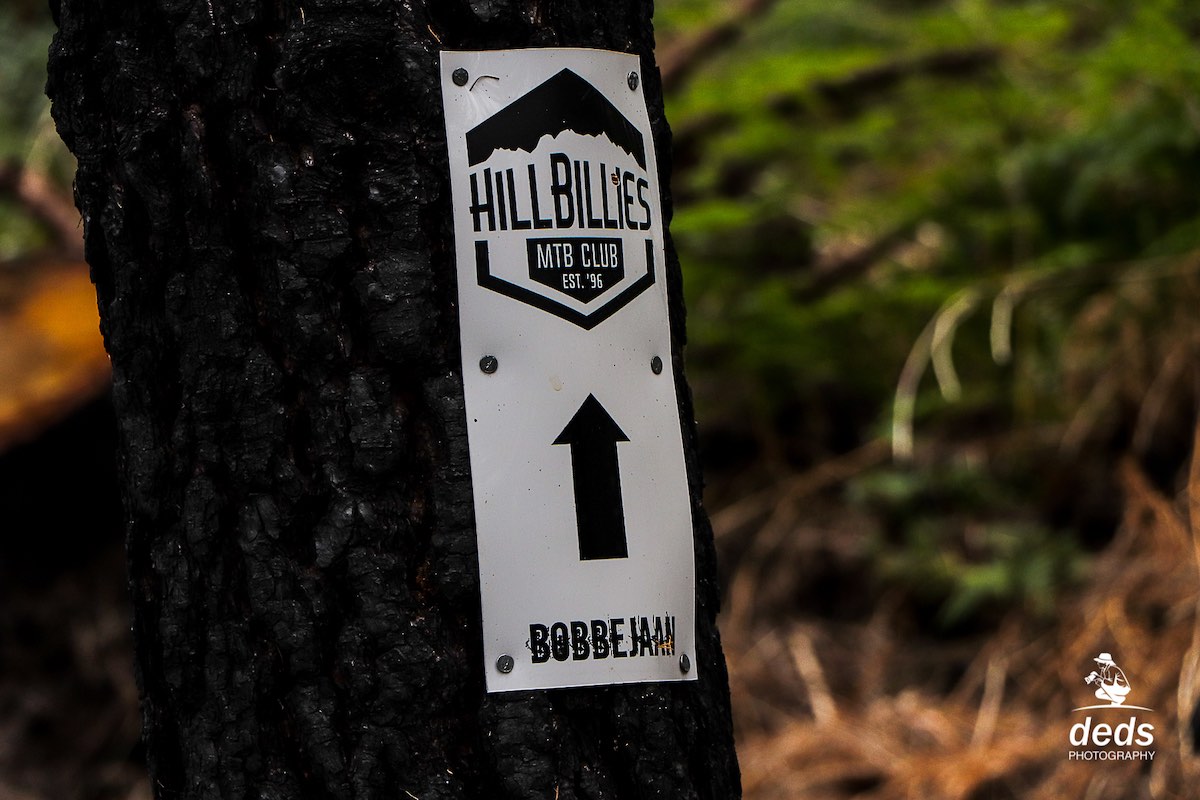 HILLBILLiES
MTB CLUB
EST. '96
BOBBEJAAN
deds
PHOTOGRAPHY